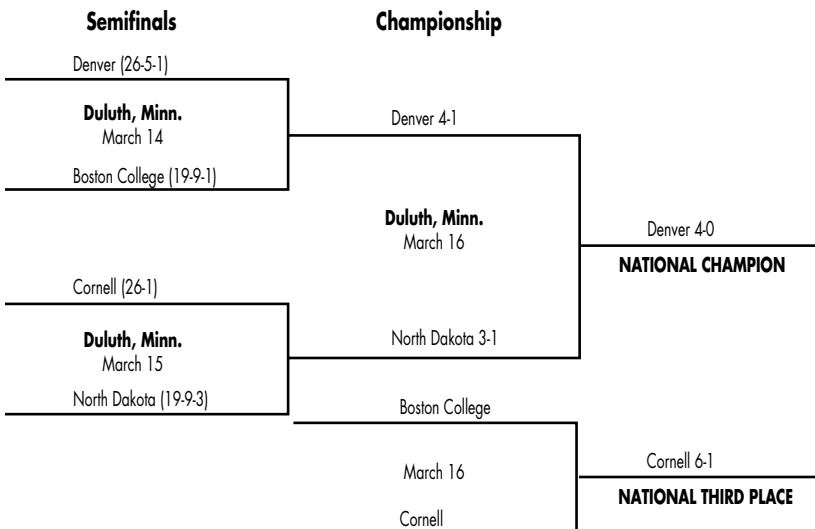 Semifinals
Championship
Denver (26-5-1)
Duluth, Minn.
March 14
Boston College (19-9-1)
Denver 4-1
Duluth, Minn.
March 16
Denver 4-0
NATIONAL CHAMPION
Cornell (26-1)
Duluth, Minn.
March 15
North Dakota (19-9-3)
North Dakota 3-1
Boston College
March 16
Cornell
Cornell 6-1
NATIONAL THIRD PLACE